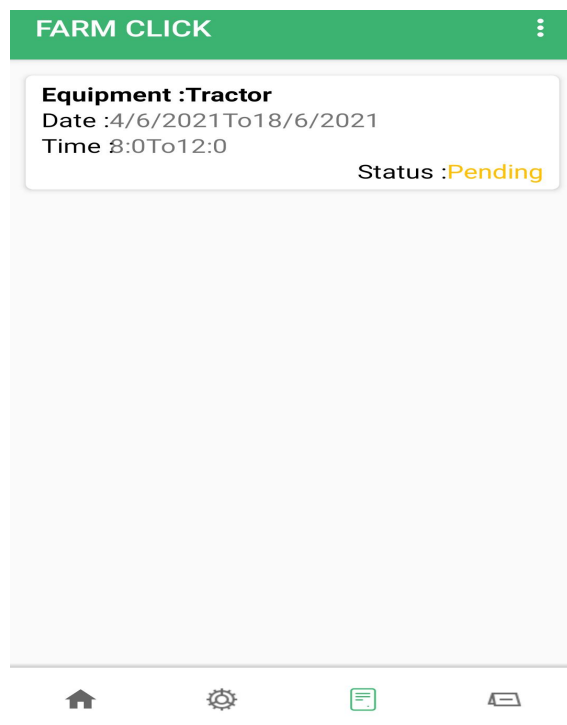 FARM CLICK
Equipment :Tractor
Date :4/6/2021To18/6/2021
Time :8:0To12:0
Status :Pending